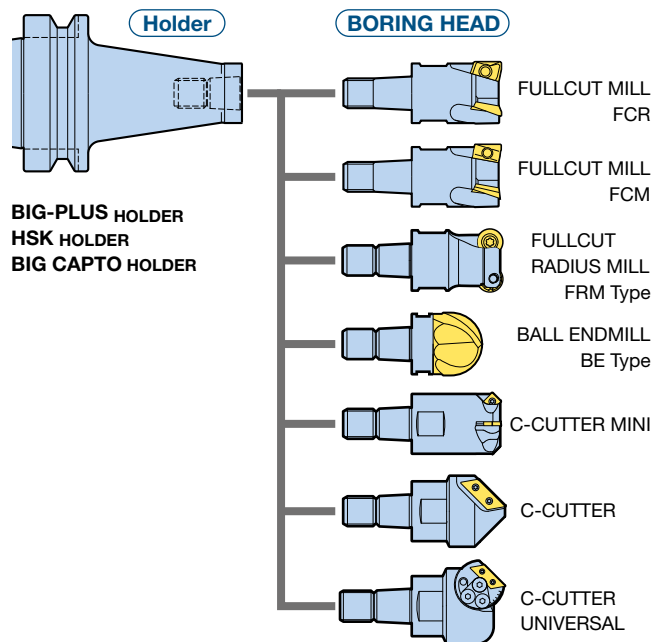 Holder
BORING HEAD
FULLCUT MILL
FCR
FULLCUT MILL
FCM
BIG-PLUS HOLDER
HSK HOLDER
BIG CAPTO HOLDER
FULLCUT
RADIUS MILL
FRM Type
BALL ENDMILL
BE Type
C-CUTTER MINI
C-CUTTER
C-CUTTER
UNIVERSAL